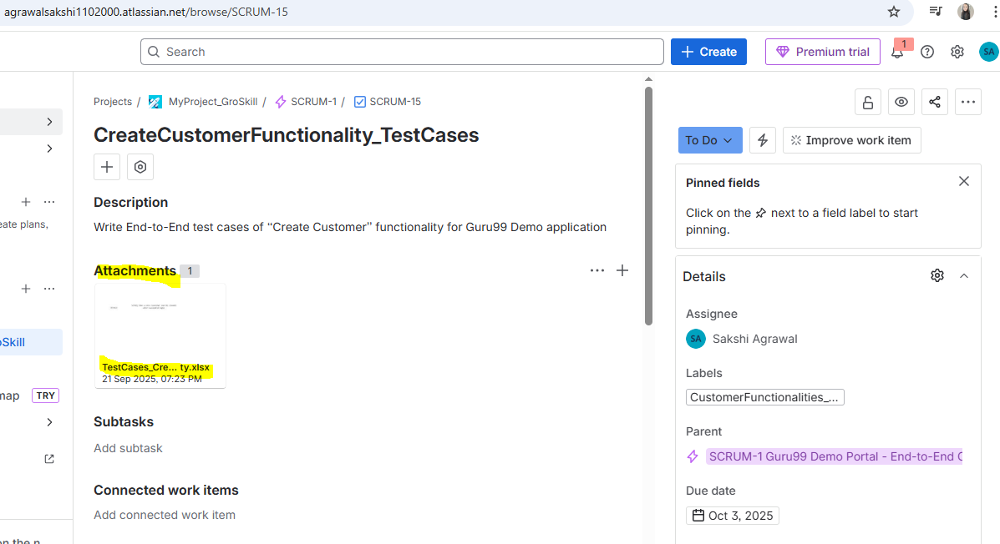 agrawalsakshi1102000.atlassian.net/browse/SCRUM-15
Search
Create
Premium trial
1
SA
Projects / MyProject_GroSkill / SCRUM-1 / SCRUM-15
CreateCustomerFunctionality_TestCases
To Do
Improve work item
Description
Write End-to-End test cases of “Create Customer” functionality for Guru99 Demo application
Pinned fields
Click on the next to a field label to start
pinning.
eate plans,
Attachments 1
TestCases_Cre... ty.xlsx
21 Sep 2025, 07:23 PM
Details
Assignee
SA Sakshi Agrawal
oSkill
Labels
CustomerFunctionalities_...
map TRY
Subtasks
Add subtask
Parent
SCRUM-1 Guru99 Demo Portal - End-to-End C
Connected work items
Add connected work item
Due date
Oct 3, 2025
on the n